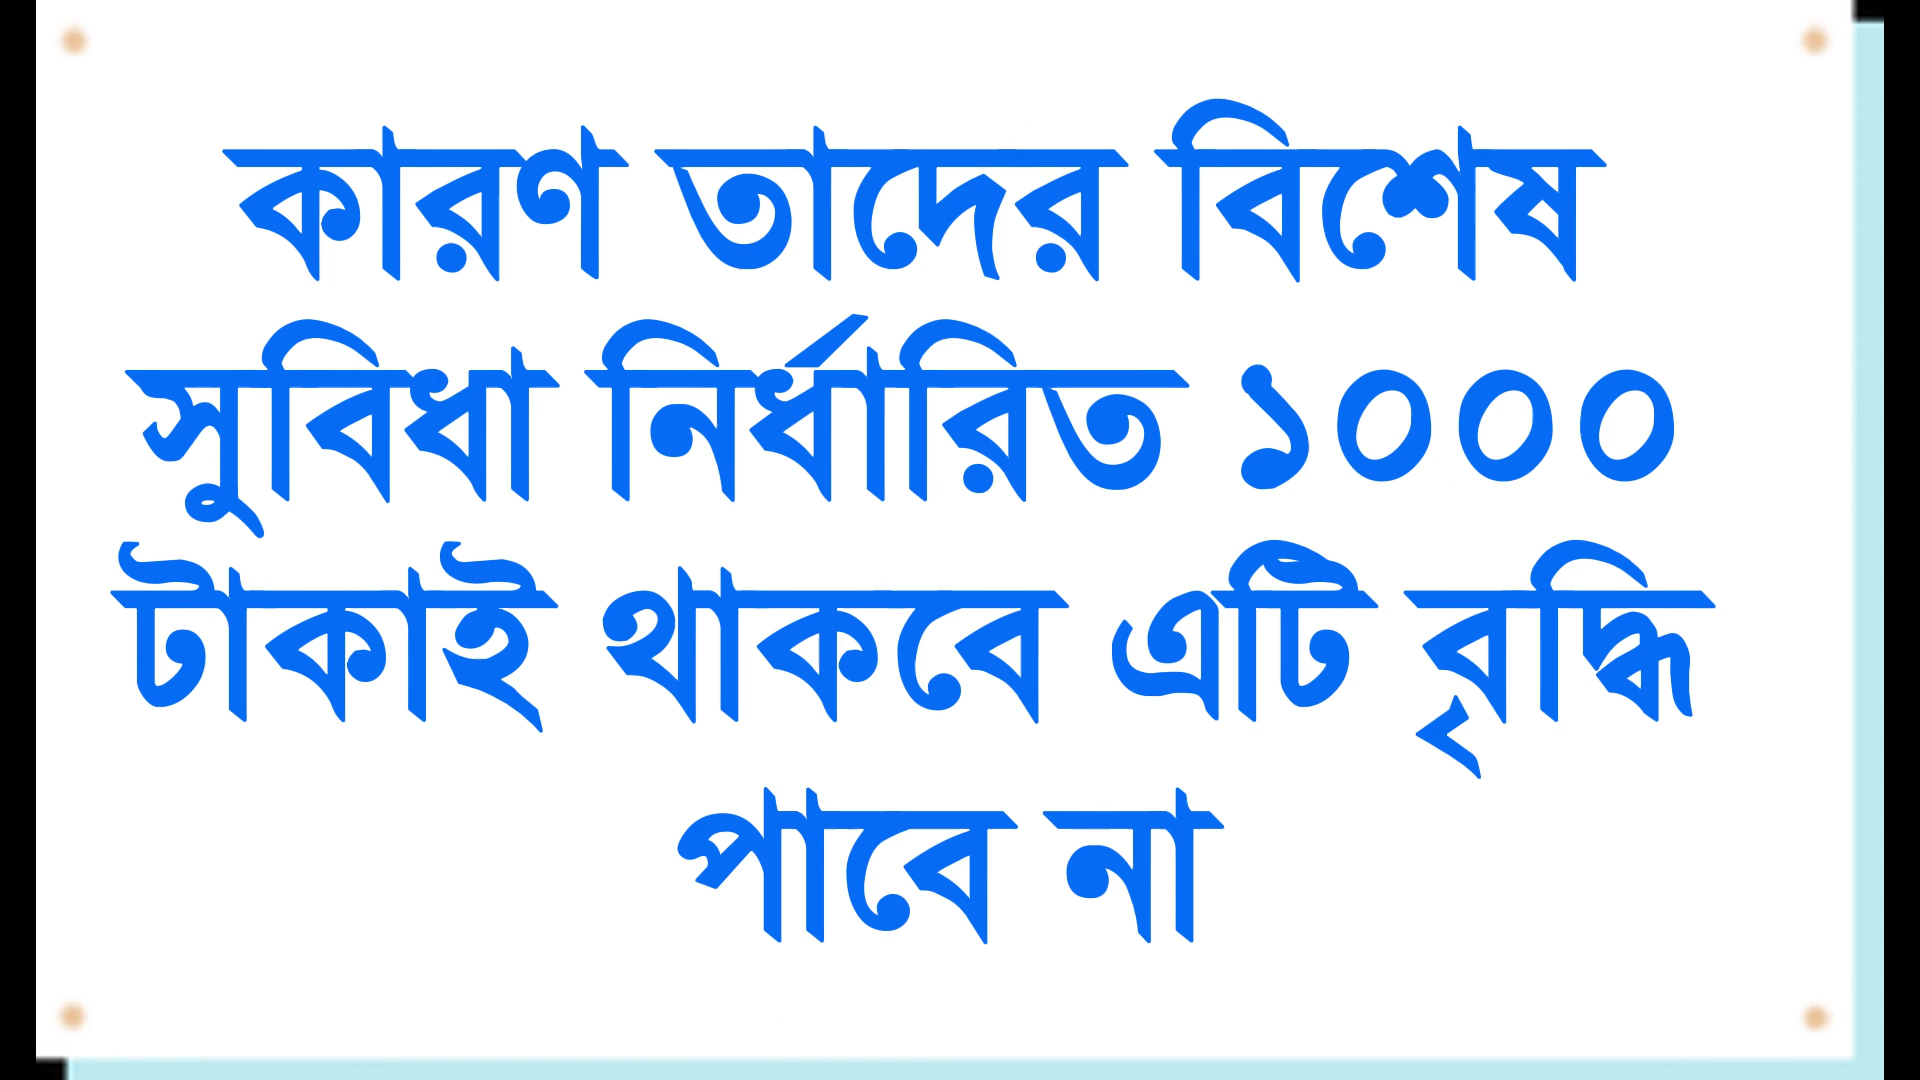 কারণ তাদের বিশেষ
সুবিধা নির্ধারিত ১০০০
টাকাই থাকবে এটি বৃদ্ধি
পাবে না